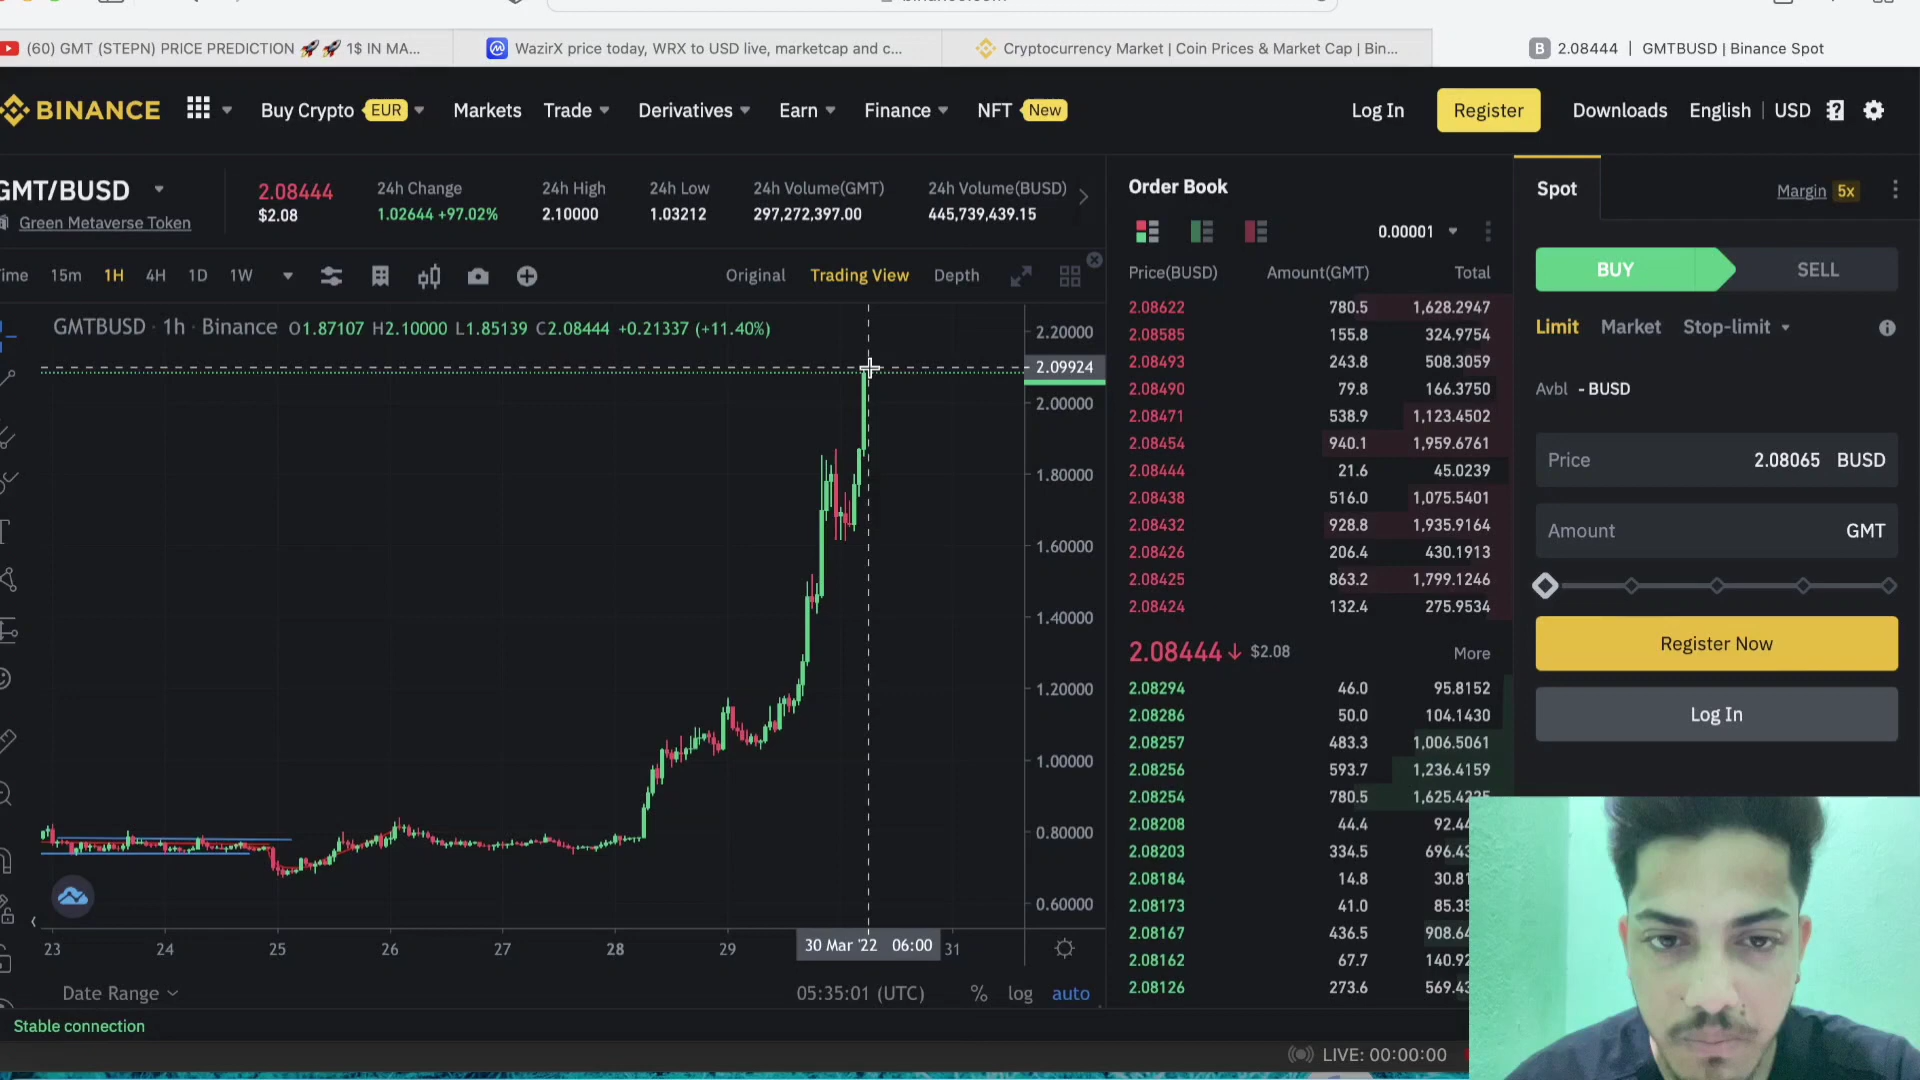 (60) GMT (STEPN) PRICE PREDICTION 🚀🚀 1$ IN MA...
WazirX price today, WRX to USD live, marketcap and c...
Cryptocurrency Market | Coin Prices & Market Cap | Bin...
B 2.08444 | GMTBUSD | Binance Spot
BINANCE
Buy Crypto EUR
Markets
Trade
Derivatives
Earn
Finance
NFT New
Log In
Register
Downloads
English | USD
GMT/BUSD
Green Metaverse Token
2.08444
$2.08
24h Change
1.02644 +97.02%
24h High
2.10000
24h Low
1.03212
24h Volume(GMT)
297,272,397.00
24h Volume(BUSD)
445,739,439.15
Time 15m 1H 4H 1D 1W
Original Trading View Depth
GMTBUSD · 1h · Binance O1.87107 H2.10000 L1.85139 C2.08444 +0.21337 (+11.40%)
2.20000
2.09924
2.00000
1.80000
1.60000
1.40000
1.20000
1.00000
0.80000
0.60000
23 24 25 26 27 28 29 30 Mar '22 06:00 31
Date Range
05:35:01 (UTC) % log auto
Stable connection
Order Book
0.00001
Price(BUSD) Amount(GMT) Total
2.08622 780.5 1,628.2947
2.08585 155.8 324.9754
2.08493 243.8 508.3059
2.08490 79.8 166.3750
2.08471 538.9 1,123.4502
2.08454 940.1 1,959.6761
2.08444 21.6 45.0239
2.08438 516.0 1,075.5401
2.08432 928.8 1,935.9164
2.08426 206.4 430.1913
2.08425 863.2 1,799.1246
2.08424 132.4 275.9534
2.08444↓ $2.08 More
2.08294 46.0 95.8152
2.08286 50.0 104.1430
2.08257 483.3 1,006.5061
2.08256 593.7 1,236.4159
2.08254 780.5
2.08208 44.4 92.44
2.08203 334.5 696.43
2.08184 14.8 30.81
2.08173 41.0 85.35
2.08167 436.5 908.64
2.08162 67.7 140.92
2.08126 273.6 569.43
LIVE: 00:00:00
Spot
Margin 5x
BUY SELL
Limit Market Stop-limit
Avbl - BUSD
Price 2.08065 BUSD
Amount GMT
Register Now
Log In